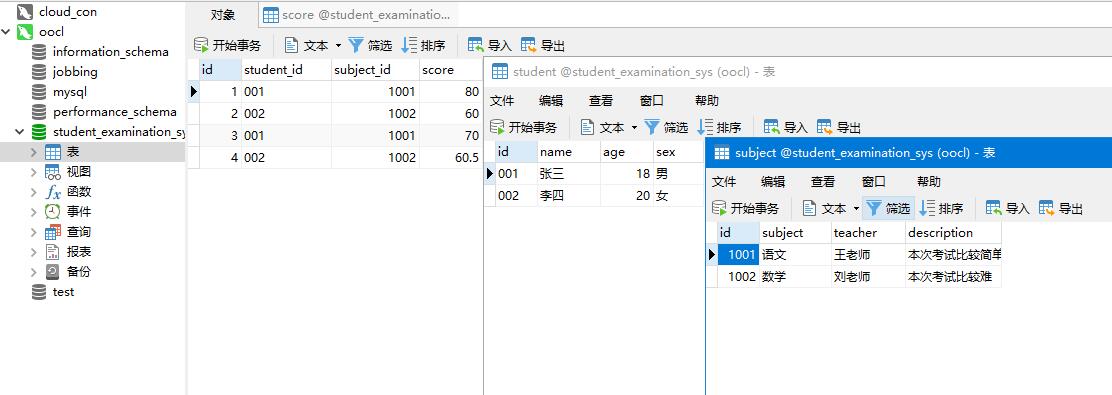 cloud_con
oocl
information_schema
jobbing
mysql
performance_schema
student_examination_sy
表
视图
函数
事件
查询
报表
备份
test
对象 score @student_examinatio...
开始事务 文本 筛选 排序 导入 导出
id student_id subject_id score
1 001 1001 80
2 002 1002 60
3 001 1001 70
4 002 1002 60.5
student @student_examination_sys (oocl) - 表
文件 编辑 查看 窗口 帮助
开始事务 文本 筛选 排序 导入 导出
id name age sex
001 张三 18 男
002 李四 20 女
subject @student_examination_sys (oocl) - 表
文件 编辑 查看 窗口 帮助
开始事务 文本 筛选 排序 导入 导出
id subject teacher description
1001 语文 王老师 本次考试比较简单
1002 数学 刘老师 本次考试比较难